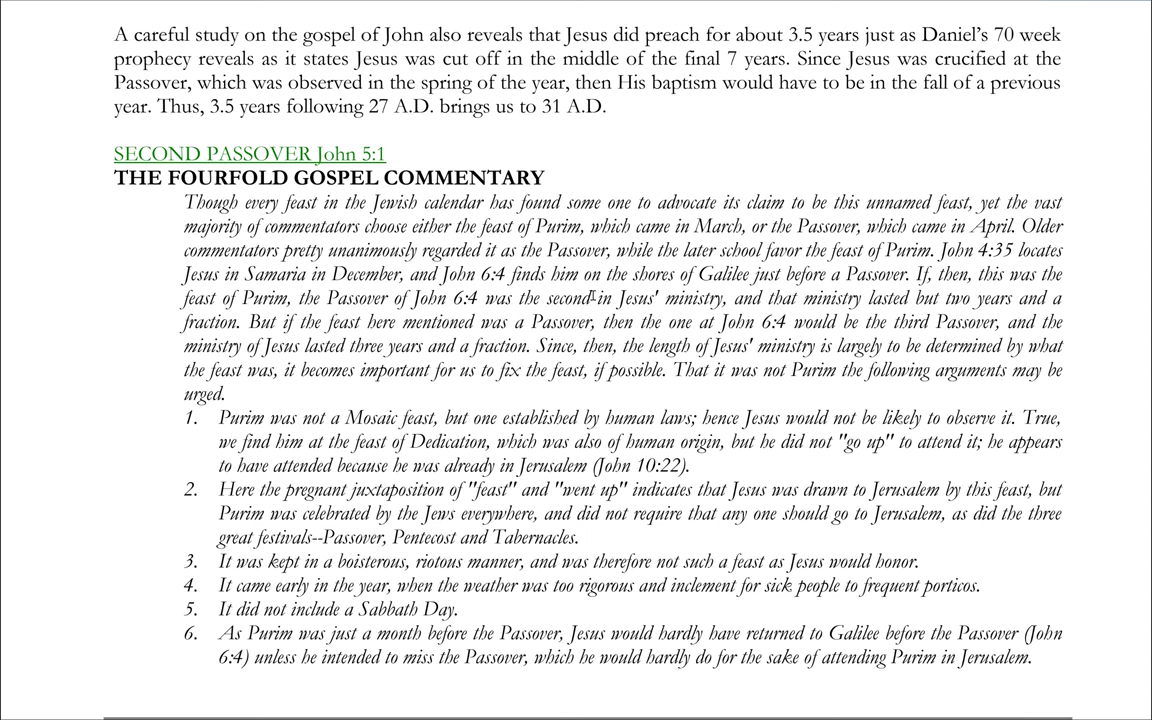 A careful study on the gospel of John also reveals that Jesus did preach for about 3.5 years just as Daniel's 70 week
prophecy reveals as it states Jesus was cut off in the middle of the final 7 years. Since Jesus was crucified at the
Passover, which was observed in the spring of the year, then His baptism would have to be in the fall of a previous
year. Thus, 3.5 years following 27 A.D. brings us to 31 A.D.
SECOND PASSOVER John 5:1
THE FOURFOLD GOSPEL COMMENTARY
Though every feast in the Jewish calendar has found some one to advocate its claim to be this unnamed feast, yet the vast
majority of commentators choose either the feast of Purim, which came in March, or the Passover, which came in April. Older
commentators pretty unanimously regarded it as the Passover, while the later school favor the feast of Purim. John 4:35 locates
Jesus in Samaria in December, and John 6:4 finds him on the shores of Galilee just before a Passover. If, then, this was the
feast of Purim, the Passover of John 6:4 was the second in Jesus' ministry, and that ministry lasted but two years and a
fraction. But if the feast here mentioned was a Passover, then the one at John 6:4 would be the third Passover, and the
ministry of Jesus lasted three years and a fraction. Since, then, the length of Jesus' ministry is largely to be determined by what
the feast was, it becomes important for us to fix the feast, if possible. That it was not Purim the following arguments may be
urged.
1. Purim was not a Mosaic feast, but one established by human laws; hence Jesus would not be likely to observe it. True,
we find him at the feast of Dedication, which was also of human origin, but he did not "go up" to attend it; he appears
to have attended because he was already in Jerusalem (John 10:22).
2. Here the pregnant juxtaposition of "feast" and "went up" indicates that Jesus was drawn to Jerusalem by this feast, but
Purim was celebrated by the Jews everywhere, and did not require that any one should go to Jerusalem, as did the three
great festivals--Passover, Pentecost and Tabernacles.
3. It was kept in a boisterous, riotous manner, and was therefore not such a feast as Jesus would honor.
4. It came early in the year, when the weather was too rigorous and inclement for sick people to frequent porticos.
5. It did not include a Sabbath Day.
6. As Purim was just a month before the Passover, Jesus would hardly have returned to Galilee before the Passover (John
6:4) unless he intended to miss the Passover, which he would hardly do for the sake of attending Purim in Jerusalem.